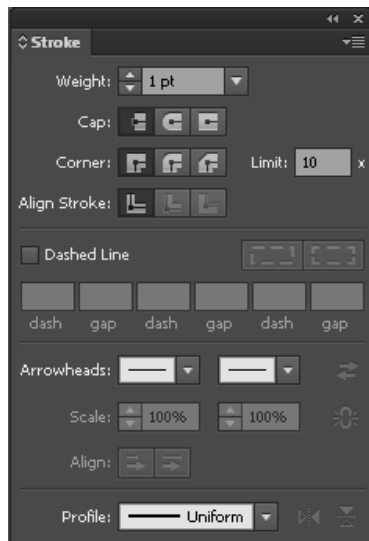 Stroke
Weight: 1 pt
Cap:
Corner: Limit: 10 x
Align Stroke:
Dashed Line
dash gap dash gap dash gap
Arrowheads:
Scale: 100% 100%
Align:
Profile: Uniform